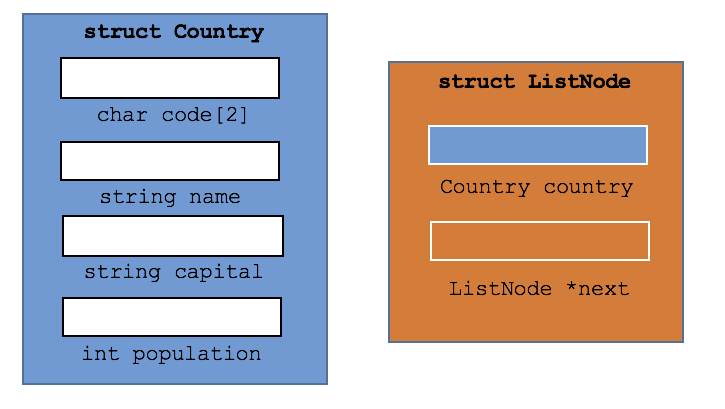 struct Country
char code[2]
string name
string capital
int population
struct ListNode
Country country
ListNode *next